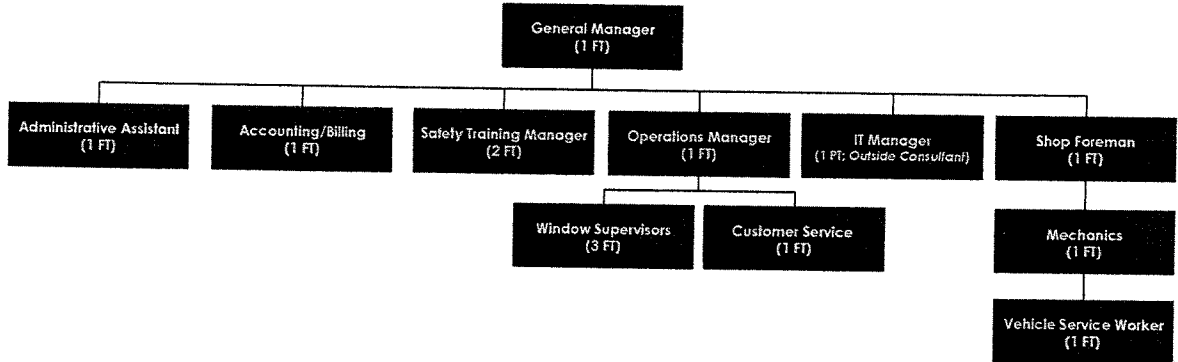 General Manager
(1 FT)
Administrative Assistant
(1 FT)
Accounting/Billing
(1 FT)
Safety Training Manager
(2 FT)
Operations Manager
(1 FT)
IT Manager
(1 PT; Outside Consultant)
Shop Foreman
(1 FT)
Window Supervisors
(3 FT)
Customer Service
(1 FT)
Mechanics
(1 FT)
Vehicle Service Worker
(1 FT)